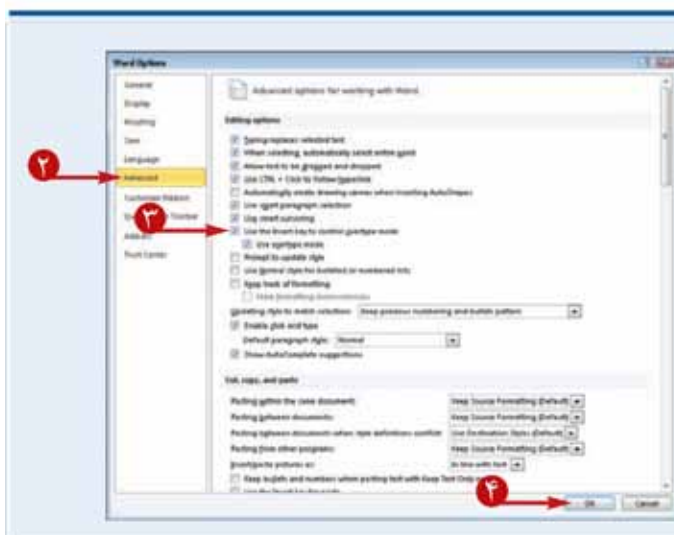 Word Options
General
Display
Proofing
Save
Language
Advanced
Customize Ribbon
Toolbar
Add-Ins
Trust Center
۲
۳
۴
Advanced options for working with Word.
Editing options
Typing replaces selected text
When selecting, automatically select entire word
Allow text to be dragged and dropped
Use CTRL + Click to follow hyperlink
Automatically create drawing canvas when inserting AutoShapes
Use smart paragraph selection
Use smart cursoring
Use the Insert key to control overtype mode
Use overtype mode
Prompt to update style
Use Normal style for bulleted or numbered lists
Keep track of formatting
Mark formatting inconsistencies
Updating style to match selection: Keep previous numbering and bullets pattern
Enable click and type
Default paragraph style: Normal
Show AutoComplete suggestions
Cut, copy, and paste
Pasting within the same document: Keep Source Formatting (Default)
Pasting between documents: Keep Source Formatting (Default)
Pasting between documents when style definitions conflict: Use Destination Styles (Default)
Pasting from other programs: Keep Source Formatting (Default)
Insert/paste pictures as: In line with text
Keep bullets and numbers when pasting text with Keep Text Only
OK
Cancel